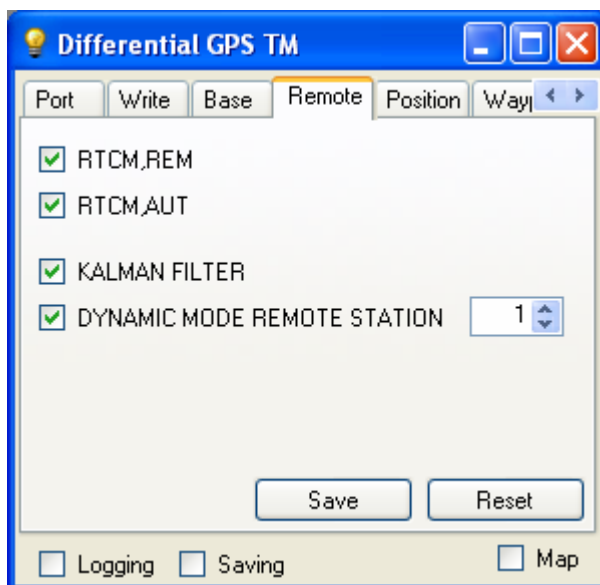 Differential GPS TM
Port Write Base Remote Position Wayp
RTCM,REM
RTCM,AUT
KALMAN FILTER
DYNAMIC MODE REMOTE STATION 1
Save Reset
Logging Saving Map